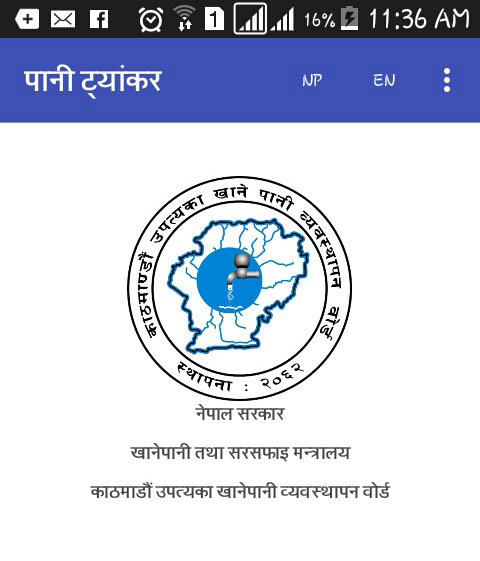 1 16% 11:36 AM
पानी ट्यांकर NP EN
काठमाण्डौं उपत्यका खाने पानी व्यवस्थापन बोर्ड
स्थापना : २०६२
नेपाल सरकार
खानेपानी तथा सरसफाइ मन्त्रालय
काठमाडौं उपत्यका खानेपानी व्यवस्थापन वोर्ड